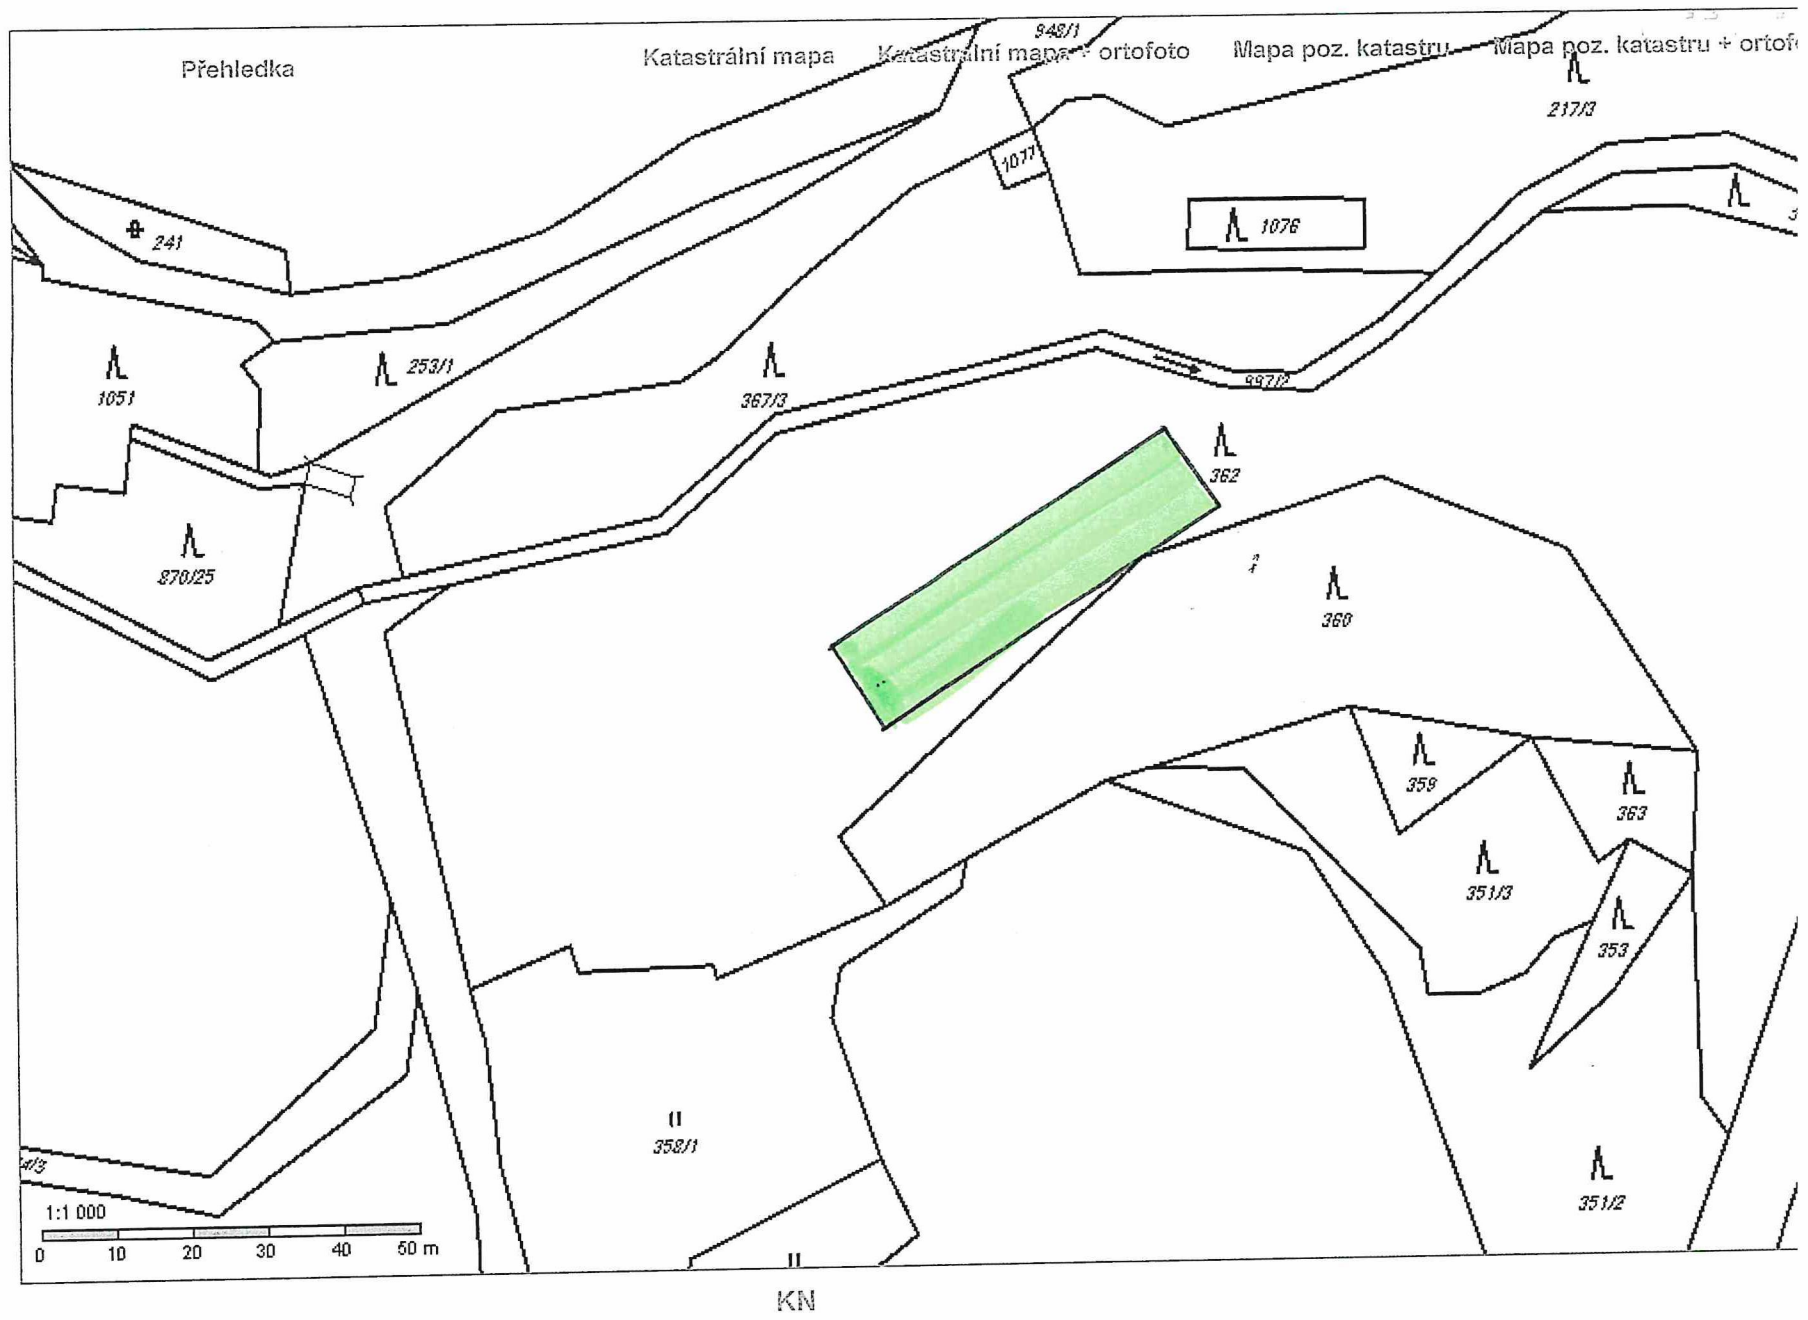 948/1
Přehledka
Katastrální mapa
Katastrální mapa + ortofoto
Mapa poz. katastru
Mapa poz. katastru + ortofo
217/3
1077
241
1076
253/1
1051
367/3
997/2
362
870/25
360
359
363
351/3
353
358/1
351/2
1:1 000
0 10 20 30 40 50 m
KN